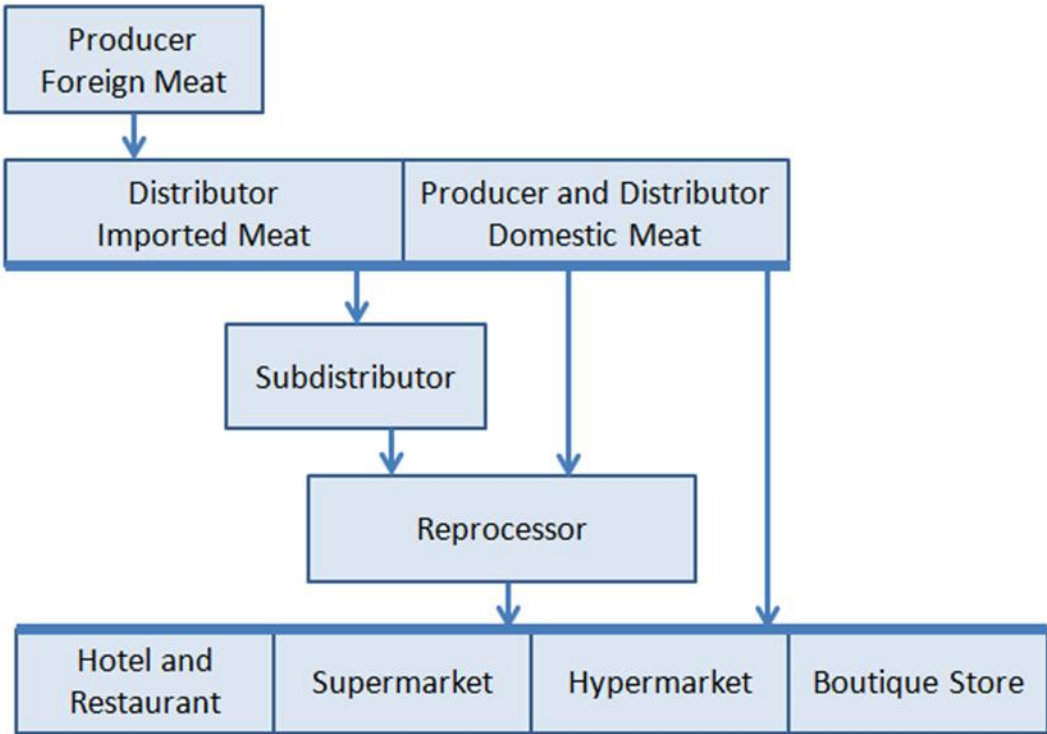 Producer
Foreign Meat
Distributor
Imported Meat
Producer and Distributor
Domestic Meat
Subdistributor
Reprocessor
Hotel and
Restaurant
Supermarket
Hypermarket
Boutique Store